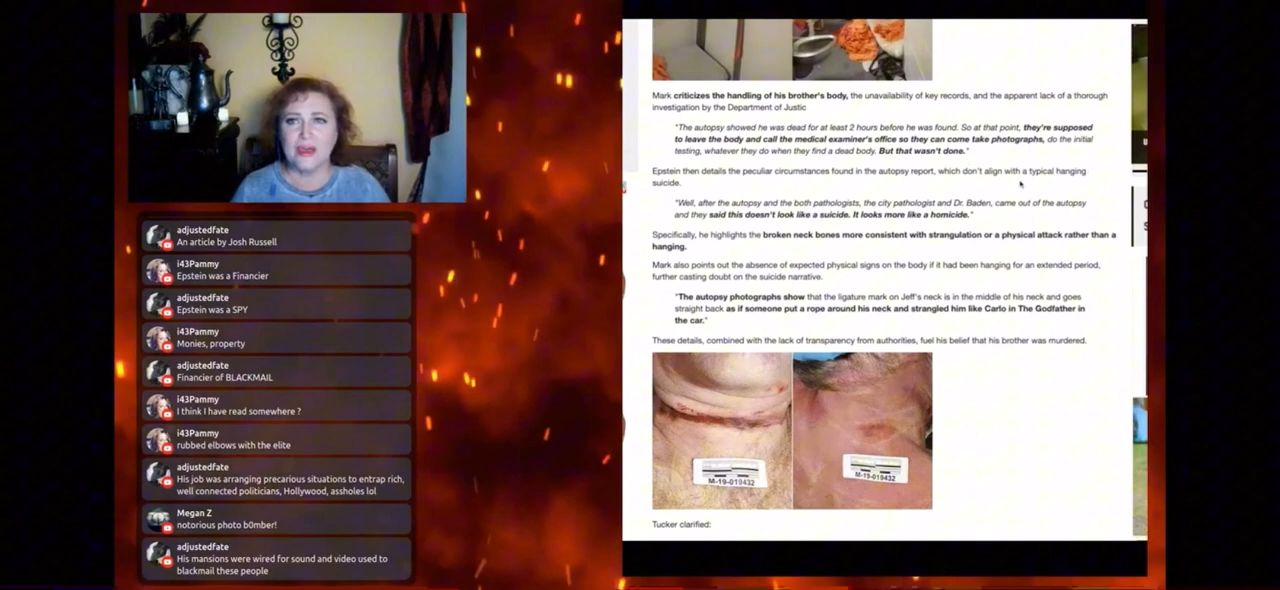 adjustedfate
An article by Josh Russell
i43Pammy
Epstein was a Financier
adjustedfate
Epstein was a SPY
i43Pammy
Monies, property
adjustedfate
Financier of BLACKMAIL
i43Pammy
I think I have read somewhere ?
i43Pammy
rubbed elbows with the elite
adjustedfate
His job was arranging precarious situations to entrap rich,
well connected politicians, Hollywood, assholes lol
Megan Z
notorious photo b0mber!
adjustedfate
His mansions were wired for sound and video used to
blackmail these people
Mark criticizes the handling of his brother's body, the unavailability of key records, and the apparent lack of a thorough
investigation by the Department of Justic
"The autopsy showed he was dead for at least 2 hours before he was found. So at that point, they're supposed
to leave the body and call the medical examiner's office so they can come take photographs, do the initial
testing, whatever they do when they find a dead body. But that wasn't done."
Epstein then details the peculiar circumstances found in the autopsy report, which don't align with a typical hanging
suicide.
"Well, after the autopsy and the both pathologists, the city pathologist and Dr. Baden, came out of the autopsy
and they said this doesn't look like a suicide. It looks more like a homicide."
Specifically, he highlights the broken neck bones more consistent with strangulation or a physical attack rather than a
hanging.
Mark also points out the absence of expected physical signs on the body if it had been hanging for an extended period,
further casting doubt on the suicide narrative.
"The autopsy photographs show that the ligature mark on Jeff's neck is in the middle of his neck and goes
straight back as if someone put a rope around his neck and strangled him like Carlo in The Godfather in
the car."
These details, combined with the lack of transparency from authorities, fuel his belief that his brother was murdered.
M-19-019432
M-19-019432
Tucker clarified: